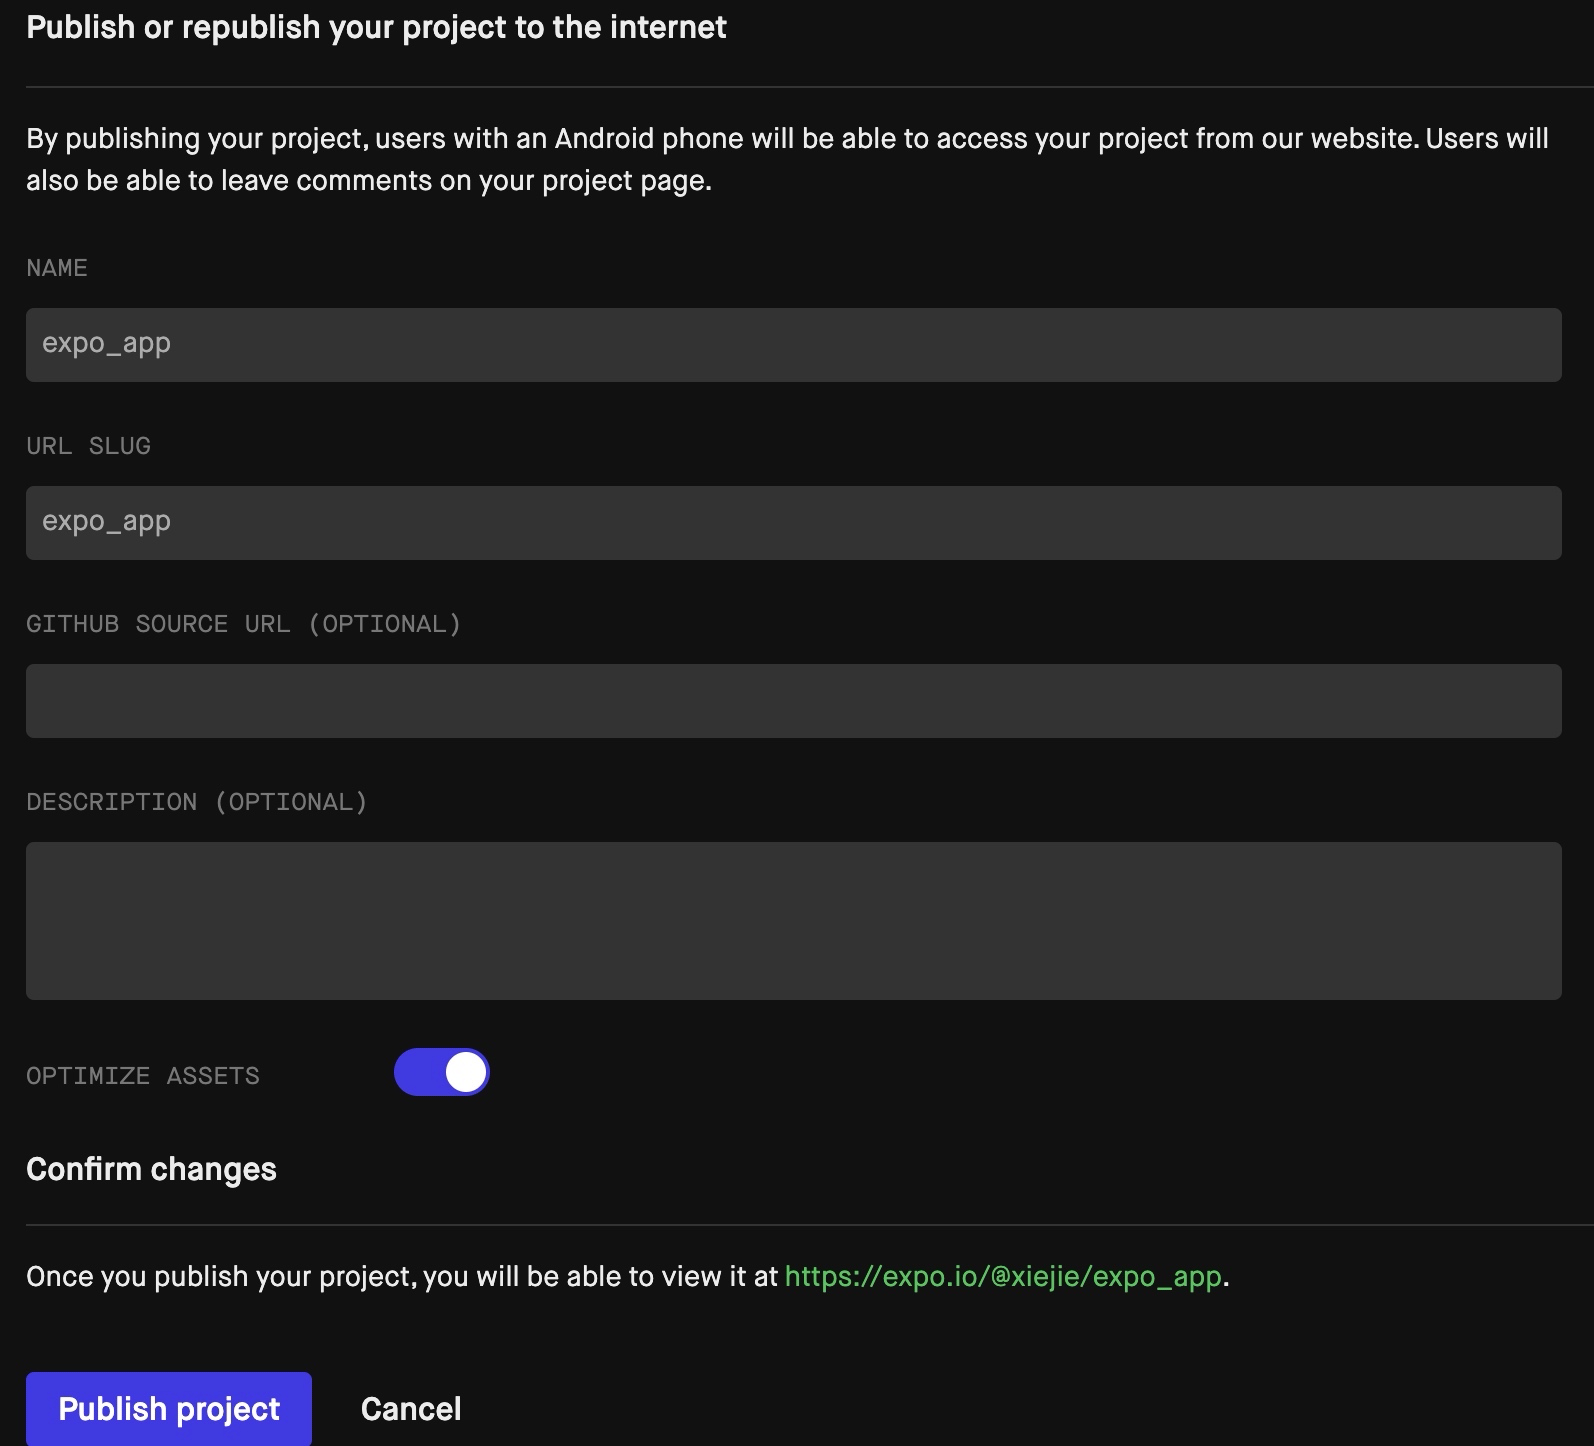 Publish or republish your project to the internet
By publishing your project, users with an Android phone will be able to access your project from our website. Users will
also be able to leave comments on your project page.
NAME
expo_app
URL SLUG
expo_app
GITHUB SOURCE URL (OPTIONAL)
DESCRIPTION (OPTIONAL)
OPTIMIZE ASSETS
Confirm changes
Once you publish your project, you will be able to view it at https://expo.io/@xiejie/expo_app.
Publish project Cancel